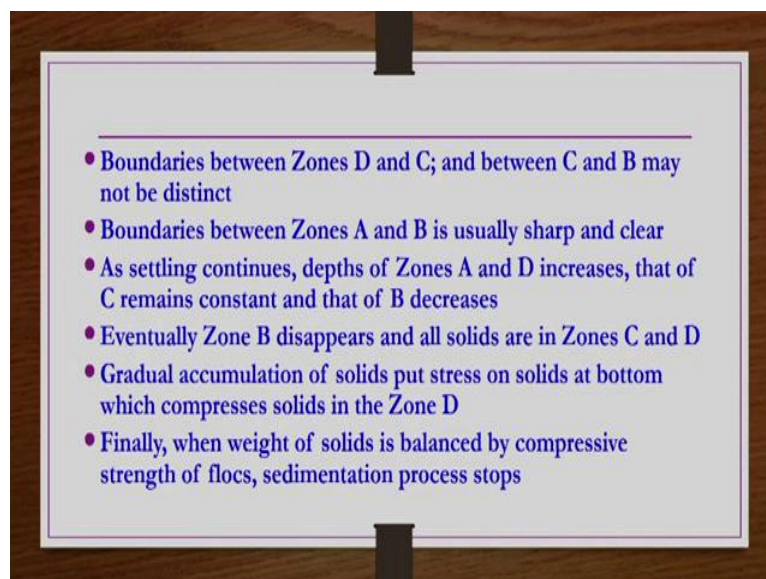 • Boundaries between Zones D and C; and between C and B may
not be distinct
• Boundaries between Zones A and B is usually sharp and clear
• As settling continues, depths of Zones A and D increases, that of
C remains constant and that of B decreases
• Eventually Zone B disappears and all solids are in Zones C and D
• Gradual accumulation of solids put stress on solids at bottom
which compresses solids in the Zone D
• Finally, when weight of solids is balanced by compressive
strength of flocs, sedimentation process stops